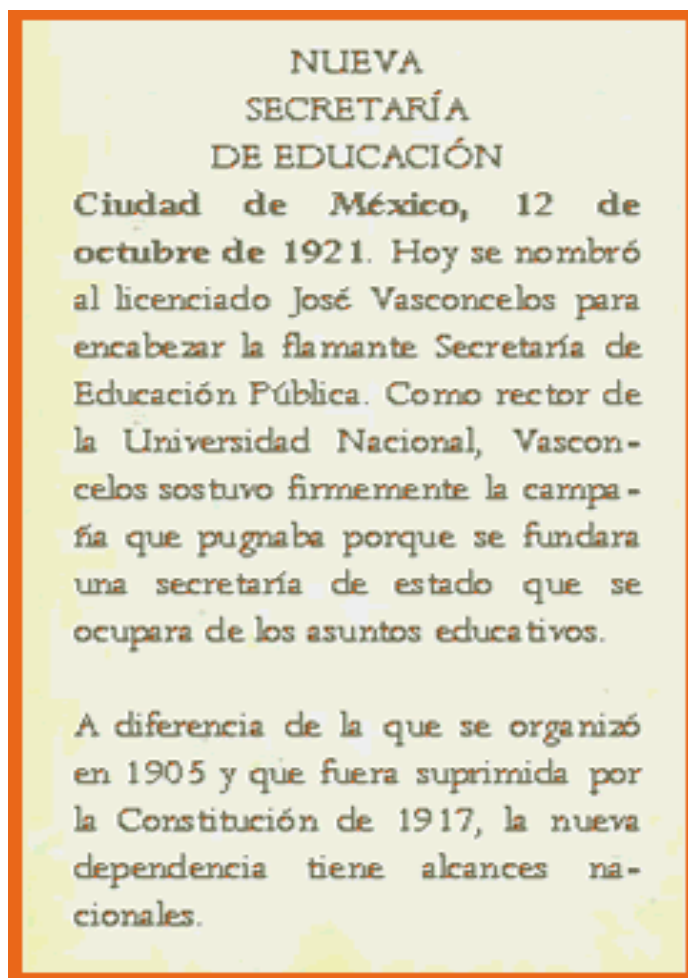 NUEVA
SECRETARÍA
DE EDUCACIÓN
Ciudad de México, 12 de
octubre de 1921. Hoy se nombró
al licenciado José Vasconcelos para
encabezar la flamante Secretaría de
Educación Pública. Como rector de
la Universidad Nacional, Vascon-
celos sostuvo firmemente la campa-
ña que pugnaba porque se fundara
una secretaría de estado que se
ocupara de los asuntos educativos.
A diferencia de la que se organizó
en 1905 y que fuera suprimida por
la Constitución de 1917, la nueva
dependencia tiene alcances na-
cionales.